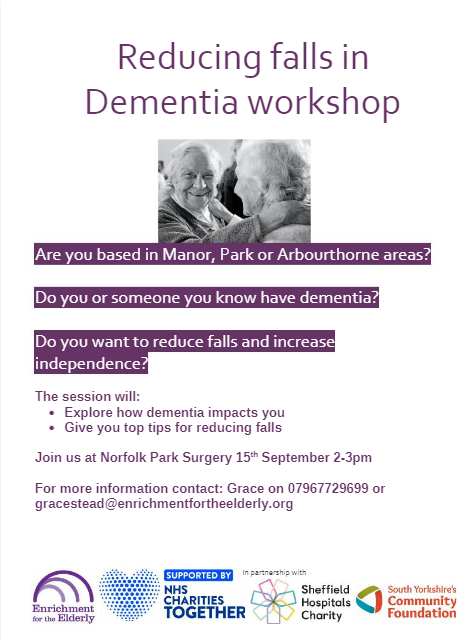 Reducing falls in
Dementia workshop
Are you based in Manor, Park or Arbourthorne areas?
Do you or someone you know have dementia?
Do you want to reduce falls and increase
independence?
The session will:
• Explore how dementia impacts you
• Give you top tips for reducing falls
Join us at Norfolk Park Surgery 15th September 2-3pm
For more information contact: Grace on 07967729699 or
gracestead@enrichmentfortheelderly.org
Enrichment
for the Elderly
SUPPORTED BY
NHS
CHARITIES
TOGETHER
In partnership with
Sheffield
Hospitals
Charity
South Yorkshire's
Community
Foundation